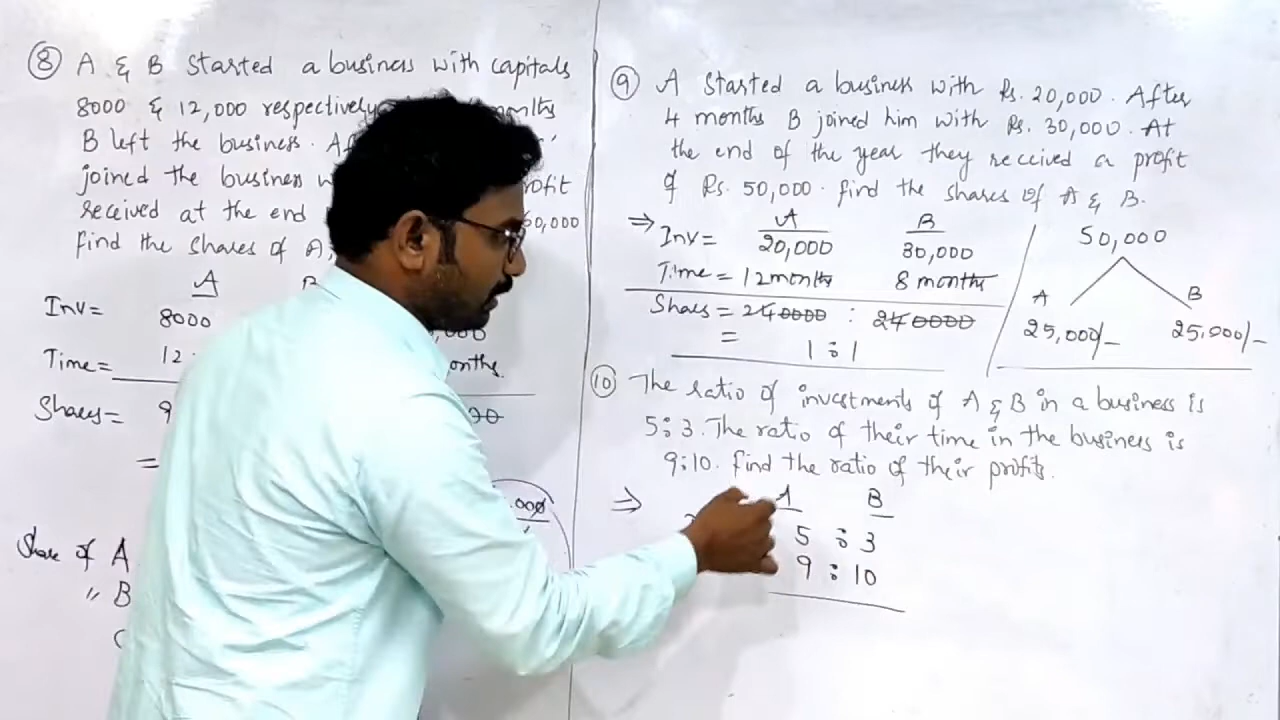 ⑧ A & B Started a business with capitals
8000 & 12,000 respectively
B left the business.
joined the business
received at the end 60,000
find the shares of A,
A B
Inv= 8000
Time= 12 months.
Shares= 9
=
Share of A
" B
⑨ A started a business with Rs. 20,000. After
4 months B joined him with Rs. 30,000. At
the end of the year they received a profit
of Rs. 50,000. find the shares of A & B.
⇒ A B
Inv= 20,000 30,000
Time = 12 months 8 months
Shaes = 240000 : 240000
= 1 : 1
50,000
A B
25,000/- 25,000/-
⑩ The ratio of investments of A & B in a business is
5:3. The ratio of their time in the business is
9:10. find the ratio of their profits.
⇒ A B
5 : 3
9 : 10